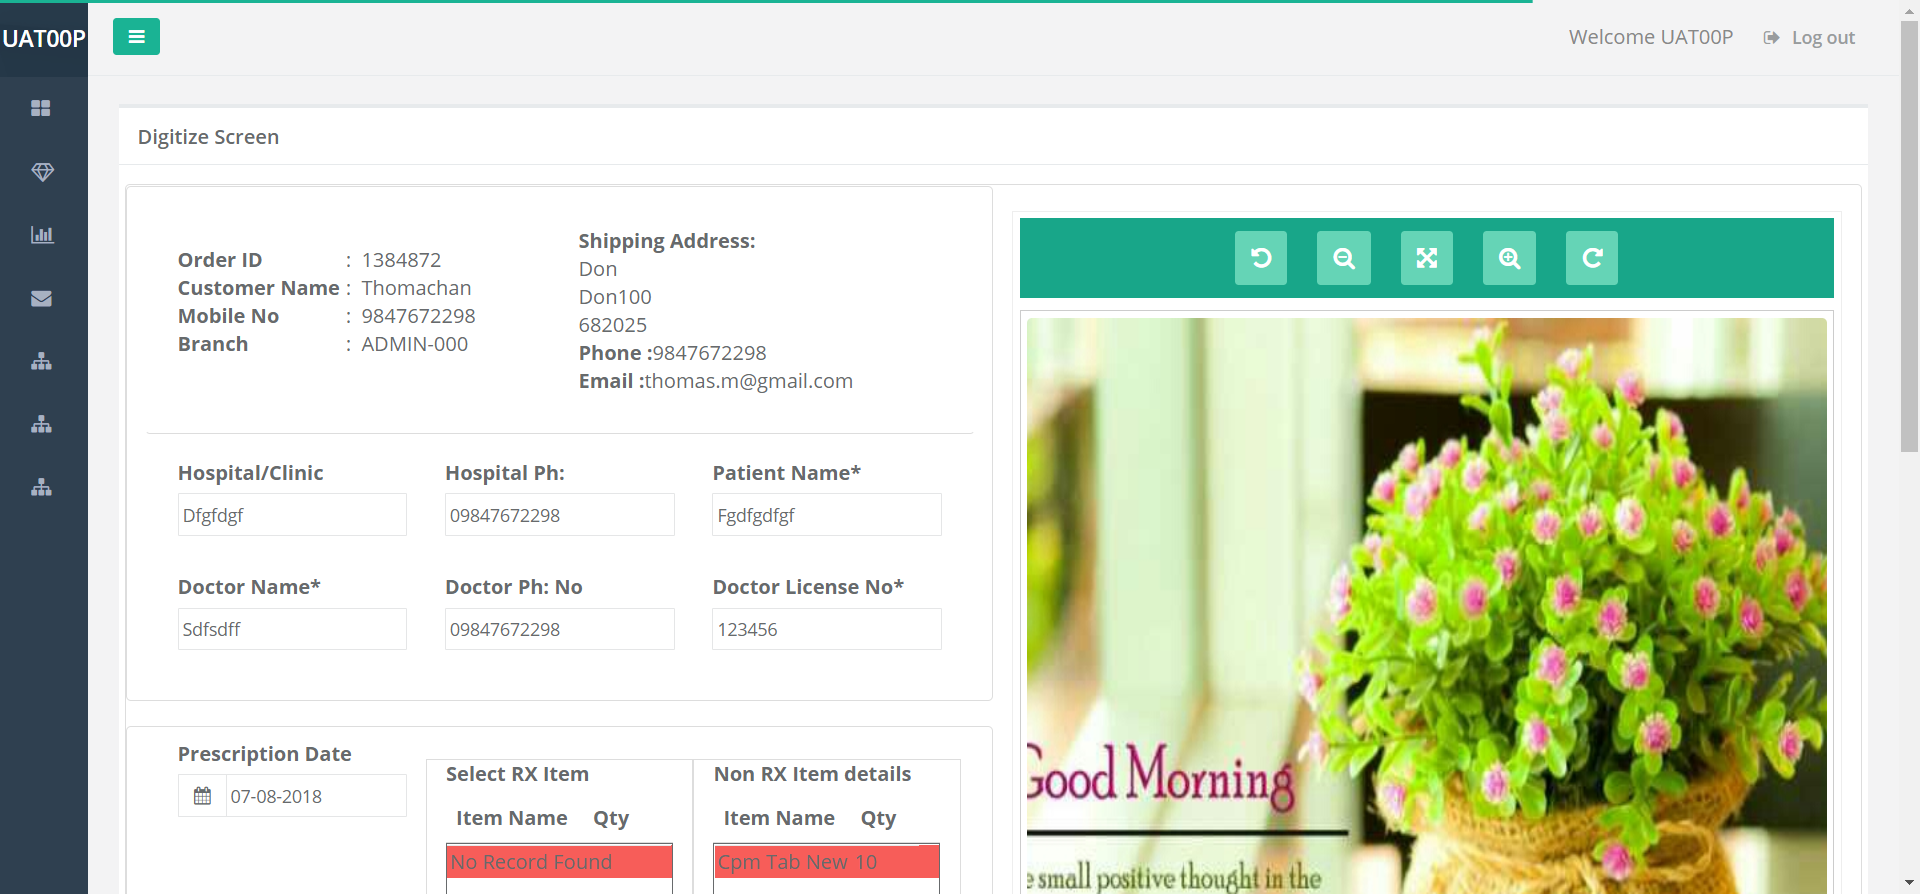 UAT00P
Welcome UAT00P
Log out
Digitize Screen
Order ID : 1384872
Customer Name : Thomachan
Mobile No : 9847672298
Branch : ADMIN-000
Shipping Address:
Don
Don100
682025
Phone :9847672298
Email :thomas.m@gmail.com
Hospital/Clinic
Hospital Ph:
Patient Name*
Dfgfdgf
09847672298
Fgdfgdfgf
Doctor Name*
Doctor Ph: No
Doctor License No*
Sdfsdff
09847672298
123456
Prescription Date
07-08-2018
Select RX Item
Item Name Qty
No Record Found
Non RX Item details
Item Name Qty
Cpm Tab New 10
Good Morning
small positive thought in the